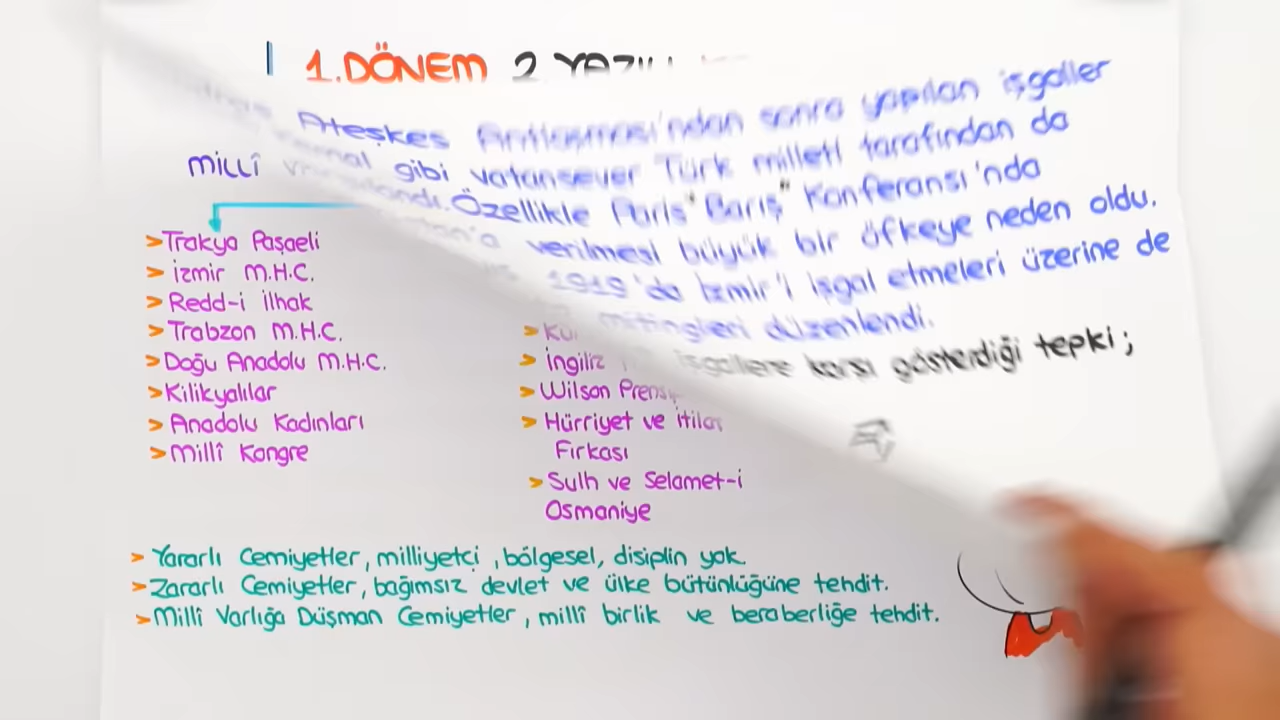 1.DÖNEM 2.
Ateşkes Antlaşması'ndan sonra yapılan işgaller
gibi vatansever Türk milleti tarafından da
Özellikle Paris "Barış" Konferansı'nda
verilmesi büyük bir öfkeye neden oldu.
1919'da İzmir'i işgal etmeleri üzerine de
mitingleri düzenlendi.
işgallere karşı gösterdiği tepki;
millî
>Trakya Paşaeli
> İzmir M.H.C.
> Redd-i İlhak
> Trabzon M.H.C.
>Doğu Anadolu M.H.C.
>Kilikyalılar
> Anadolu Kadınları
> Millî Kongre
> İngiliz
> Wilson
> Hürriyet ve İtilaf
Fırkası
> Sulh ve Selamet-i
Osmaniye
> Yararlı Cemiyetler, milliyetçi, bölgesel, disiplin yok.
> Zararlı Cemiyetler, bağımsız devlet ve ülke bütünlüğüne tehdit.
>Millî Varlığa Düşman Cemiyetler, millî birlik ve beraberliğe tehdit.